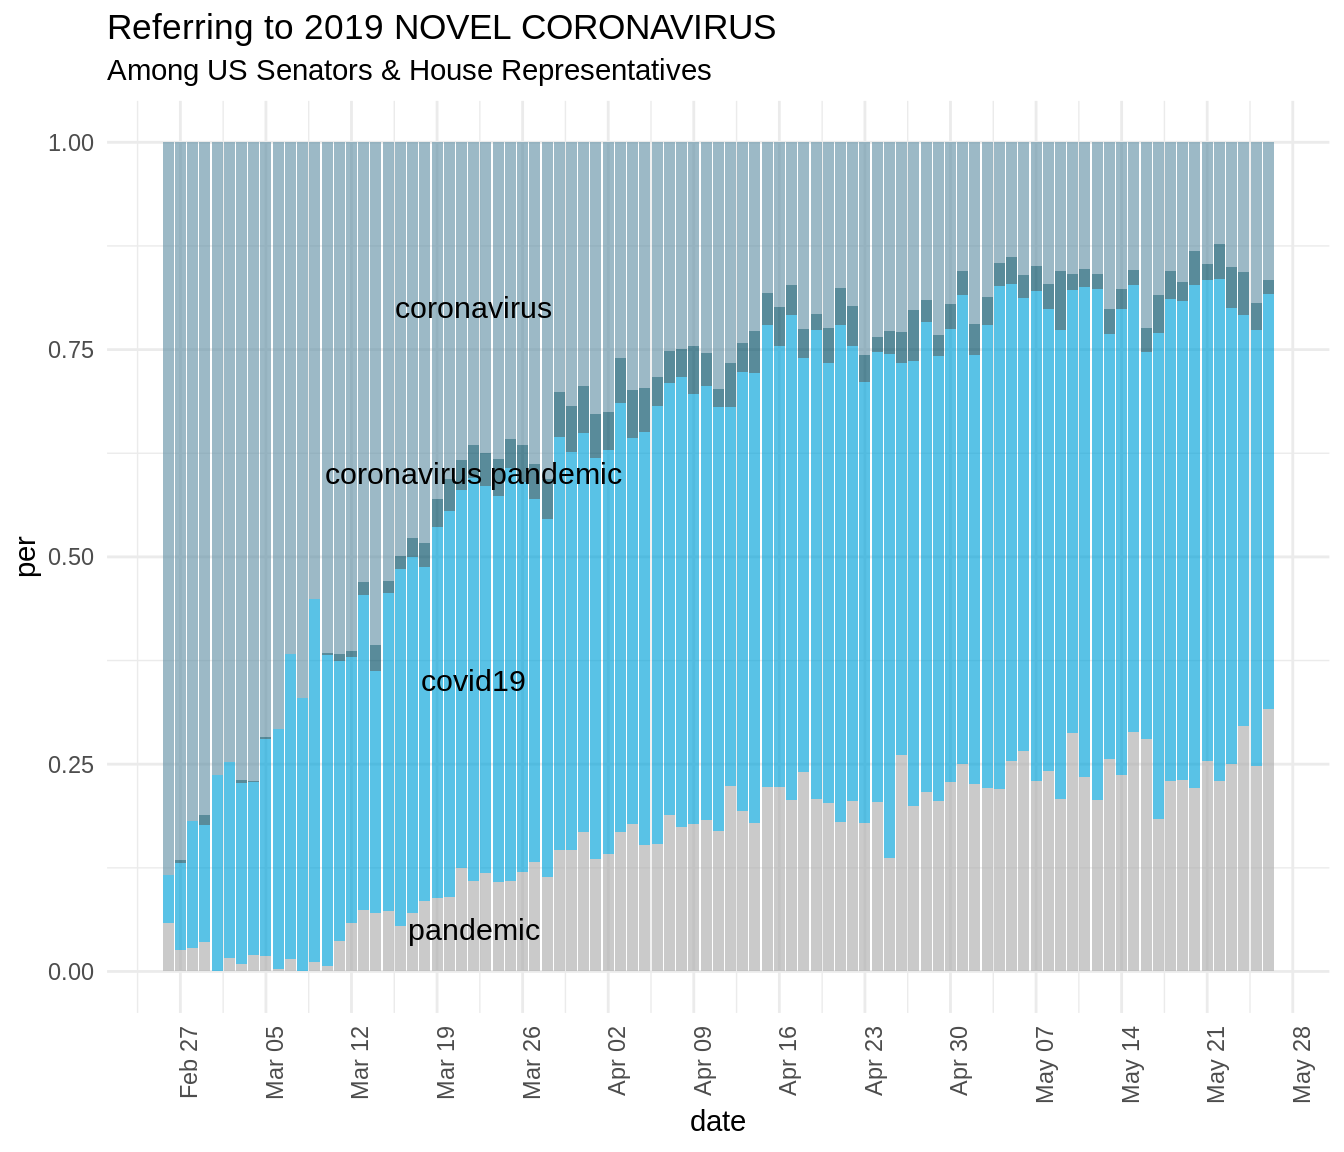 Referring to 2019 NOVEL CORONAVIRUS
Among US Senators & House Representatives
1.00
0.75
0.50
0.25
0.00
per
coronavirus
coronavirus pandemic
covid19
pandemic
Feb 27
Mar 05
Mar 12
Mar 19
Mar 26
Apr 02
Apr 09
Apr 16
Apr 23
Apr 30
May 07
May 14
May 21
May 28
date